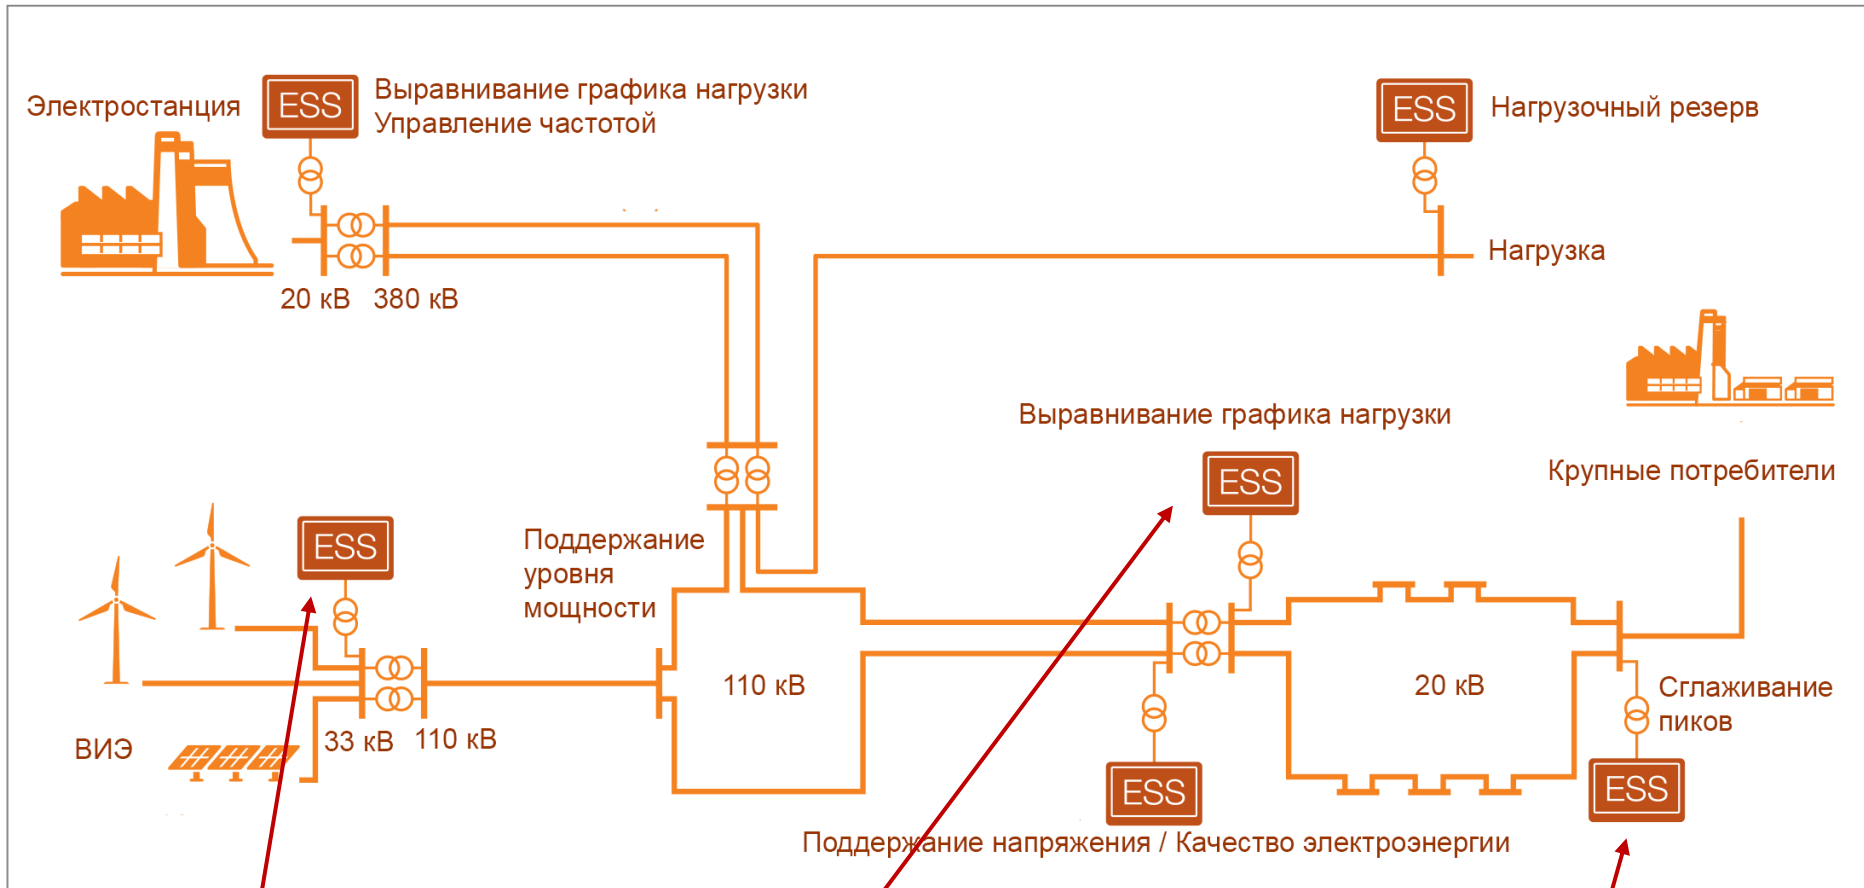 Электростанция
ESS
Выравнивание графика нагрузки
Управление частотой
ESS
Нагрузочный резерв
20 кВ
380 кВ
Нагрузка
Выравнивание графика нагрузки
ESS
Крупные потребители
ESS
Поддержание
уровня
мощности
ВИЭ
33 кВ
110 кВ
110 кВ
20 кВ
Сглаживание
пиков
ESS
ESS
Поддержание напряжения / Качество электроэнергии